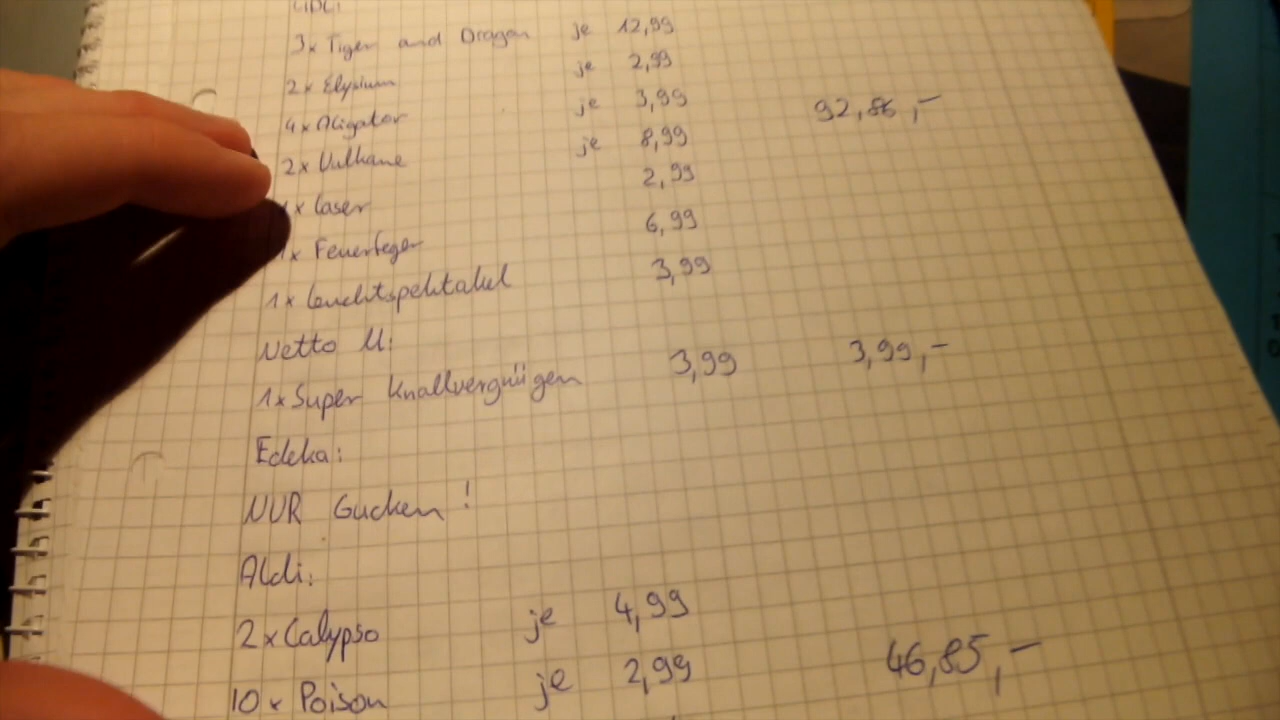 LIDL:
3x Tiger and Dragon je 12,99
2x Elysium je 2,99
4x Aligator je 3,99 92,86,-
2x Vulkane je 8,99
1x Laser 2,99
1x Feuerfeger 6,99
1x Leuchtspektakel 3,99
Netto M:
1x Super Knallvergnügen 3,99 3,99,-
Edeka:
NUR Gucken!
Aldi:
2x Calypso je 4,99
10x Poison je 2,99 46,85,-